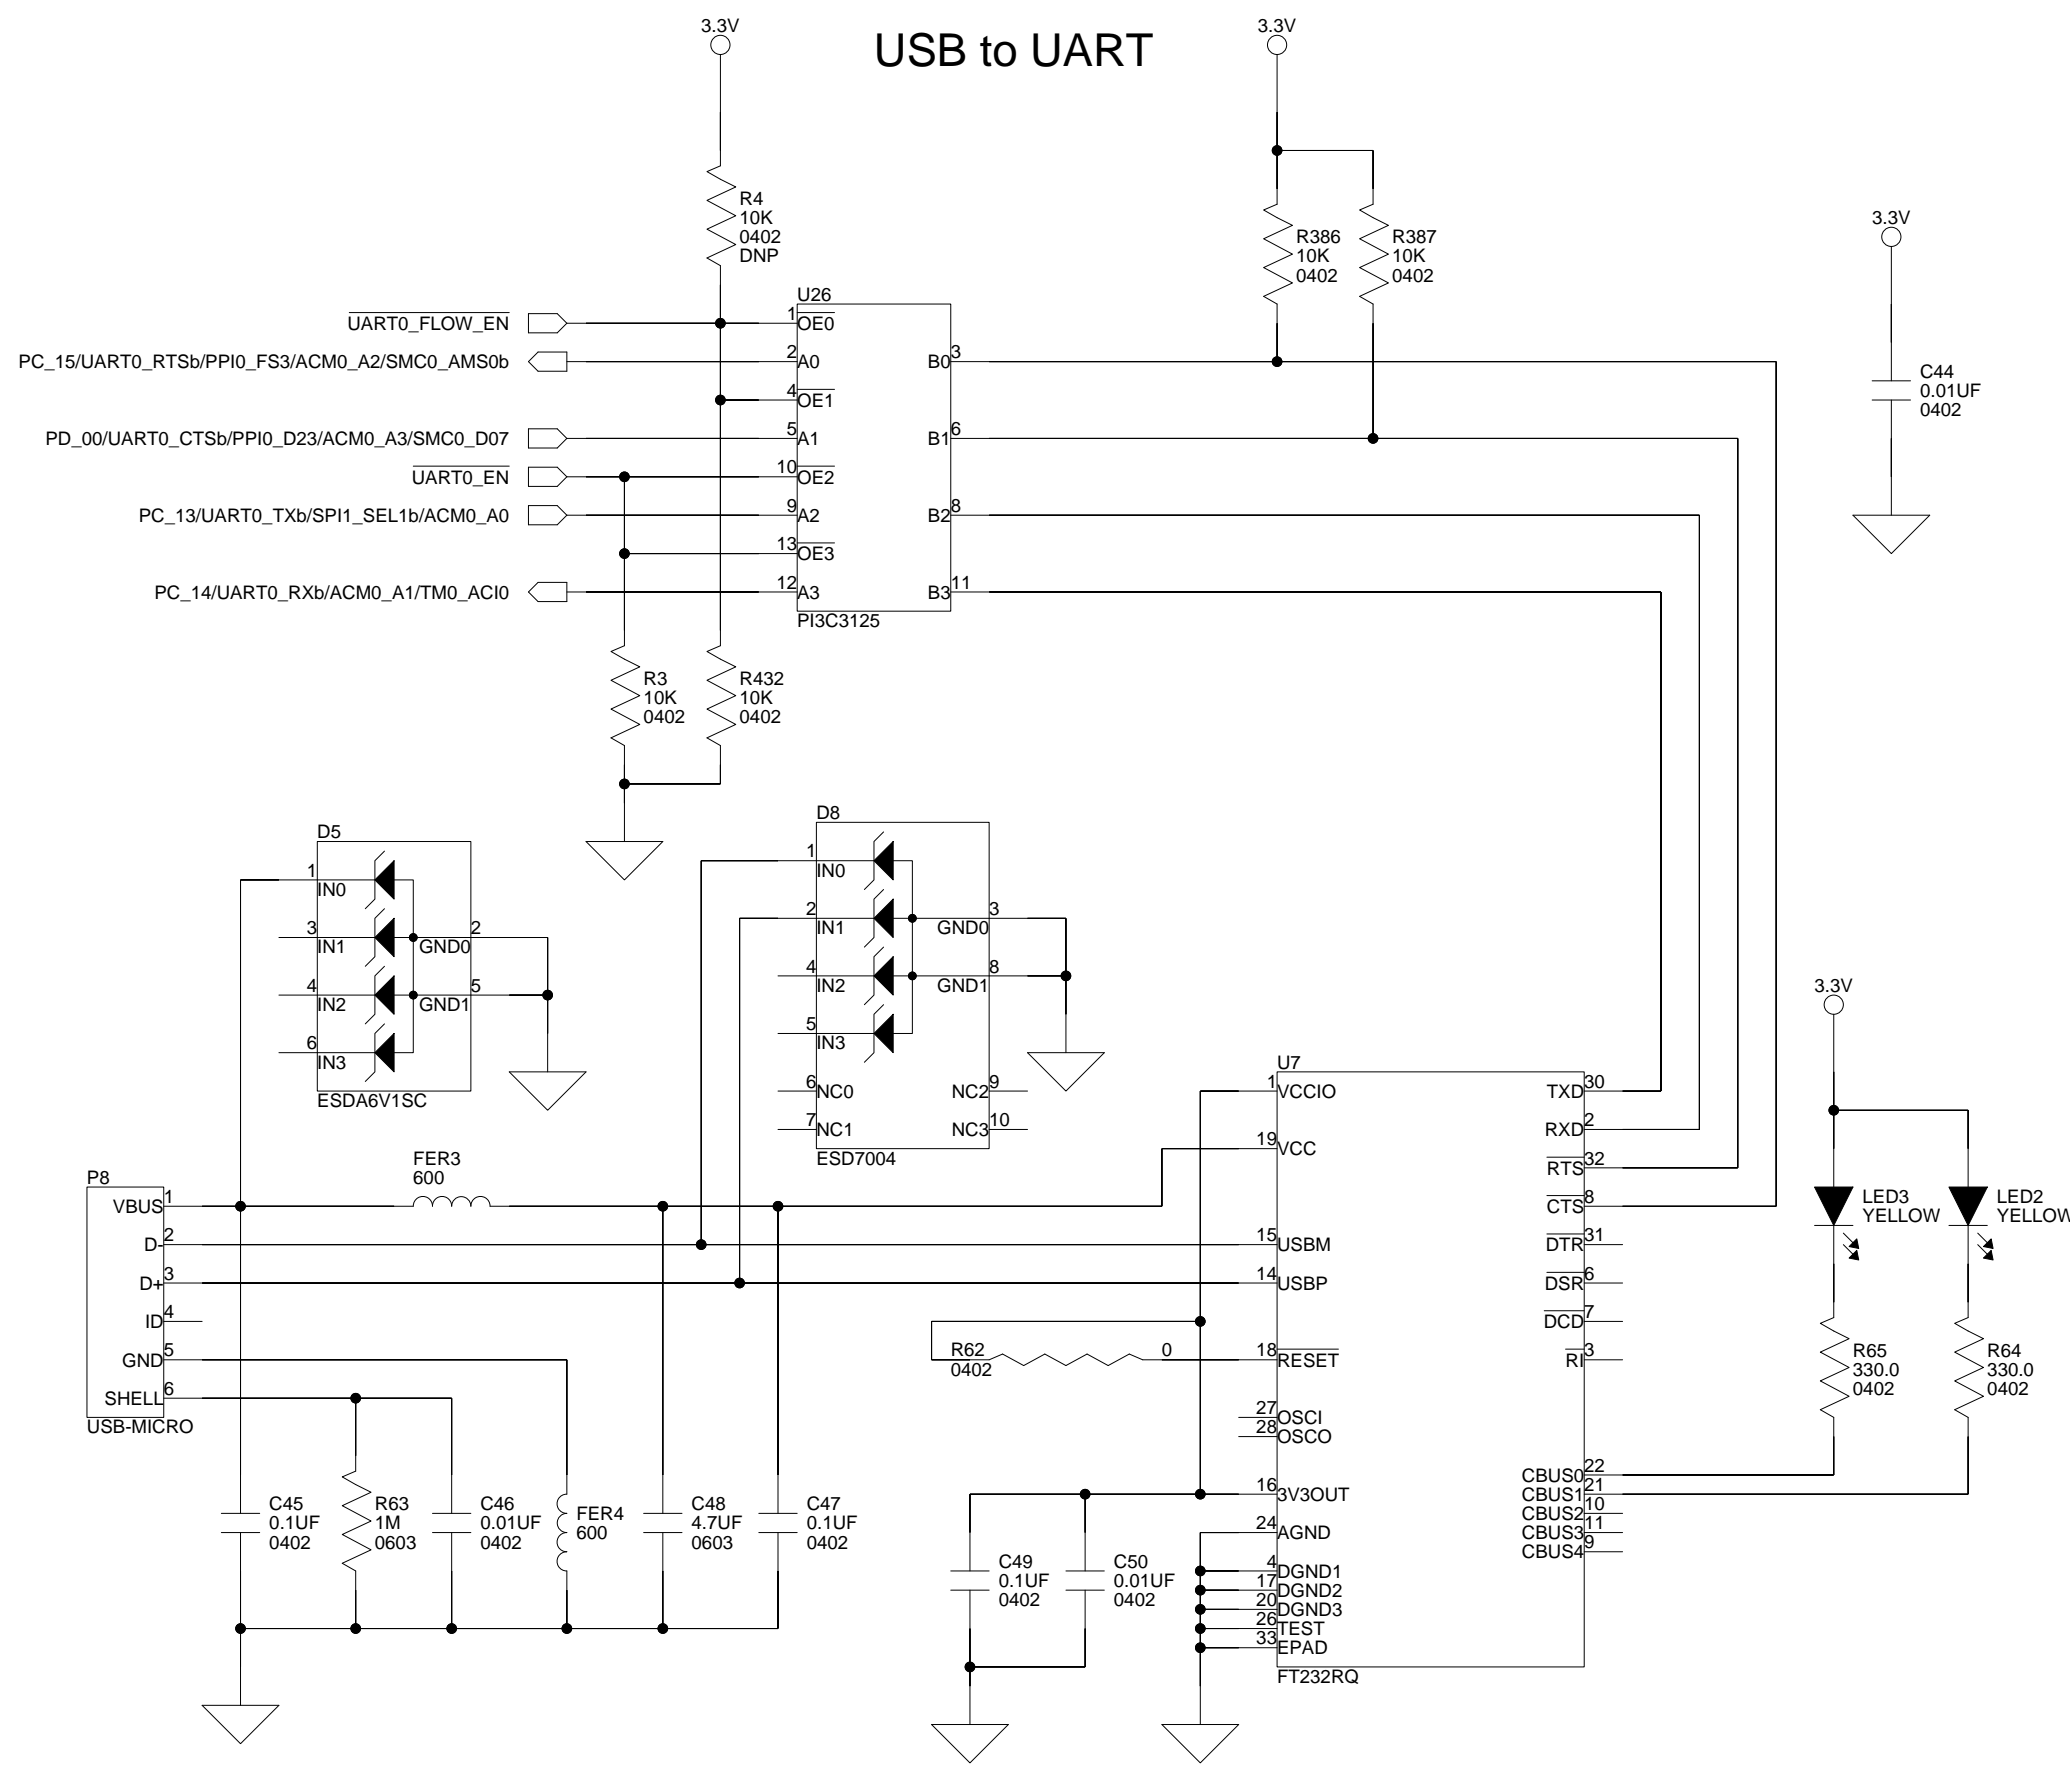 USB to UART
3.3V
3.3V
R4
10K
0402
DNP
R386
10K
0402
R387
10K
0402
3.3V
C44
0.01UF
0402
U26
UART0_FLOW_EN
1
OE0
PC_15/UART0_RTSb/PPI0_FS3/ACM0_A2/SMC0_AMS0b
2
A0
B0
3
4
OE1
PD_00/UART0_CTSb/PPI0_D23/ACM0_A3/SMC0_D07
5
A1
B1
6
UART0_EN
10
OE2
PC_13/UART0_TXb/SPI1_SEL1b/ACM0_A0
9
A2
B2
8
13
OE3
PC_14/UART0_RXb/ACM0_A1/TM0_ACI0
12
A3
B3
11
PI3C3125
R3
10K
0402
R432
10K
0402
D5
1
IN0
3
IN1
GND0
2
4
IN2
GND1
5
6
IN3
ESDA6V1SC
D8
1
IN0
2
IN1
GND0
3
4
IN2
GND1
8
5
IN3
6
NC0
NC2
9
7
NC1
NC3
10
ESD7004
FER3
600
P8
VBUS
1
D-
2
D+
3
ID
4
GND
5
SHELL
6
USB-MICRO
C45
0.1UF
0402
R63
1M
0603
C46
0.01UF
0402
FER4
600
C48
4.7UF
0603
C47
0.1UF
0402
R62
0402
0
C49
0.1UF
0402
C50
0.01UF
0402
U7
1
VCCIO
19
VCC
15
USBM
14
USBP
18
RESET
27
OSCI
28
OSCO
16
3V3OUT
24
AGND
4
DGND1
17
DGND2
20
DGND3
26
TEST
33
EPAD
TXD
30
RXD
2
RTS
32
CTS
8
DTR
31
DSR
6
DCD
7
RI
3
CBUS0
22
CBUS1
21
CBUS2
10
CBUS3
11
CBUS4
9
FT232RQ
3.3V
LED3
YELLOW
LED2
YELLOW
R65
330.0
0402
R64
330.0
0402